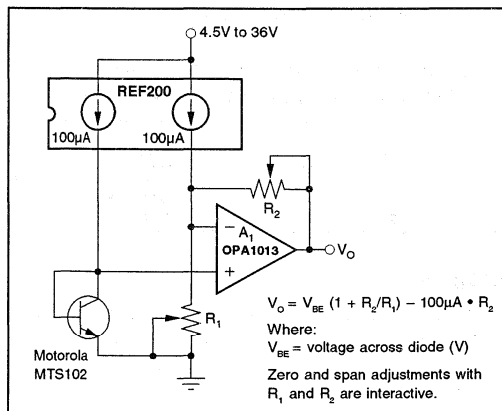 4.5V to 36V
REF200
100µA
100µA
R2
A1
OPA1013
−
+
VO
R1
Motorola
MTS102
VO = VBE (1 + R2/R1) – 100µA • R2
Where:
VBE = voltage across diode (V)
Zero and span adjustments with
R1 and R2 are interactive.